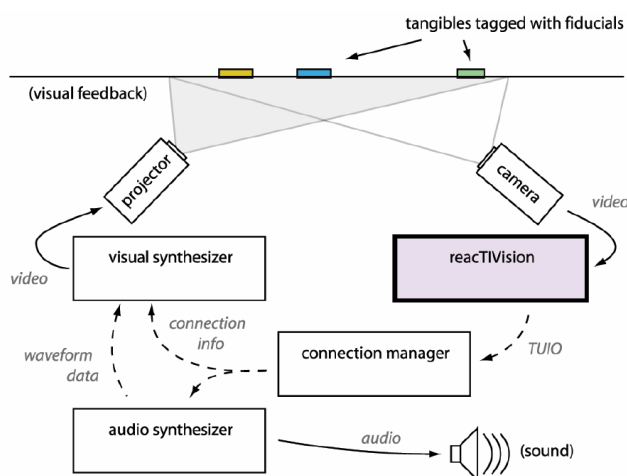 tangibles tagged with fiducials
(visual feedback)
projector
camera
video
visual synthesizer
reacTIVision
video
connection
info
connection manager
TUIO
waveform
data
audio synthesizer
audio
(sound)